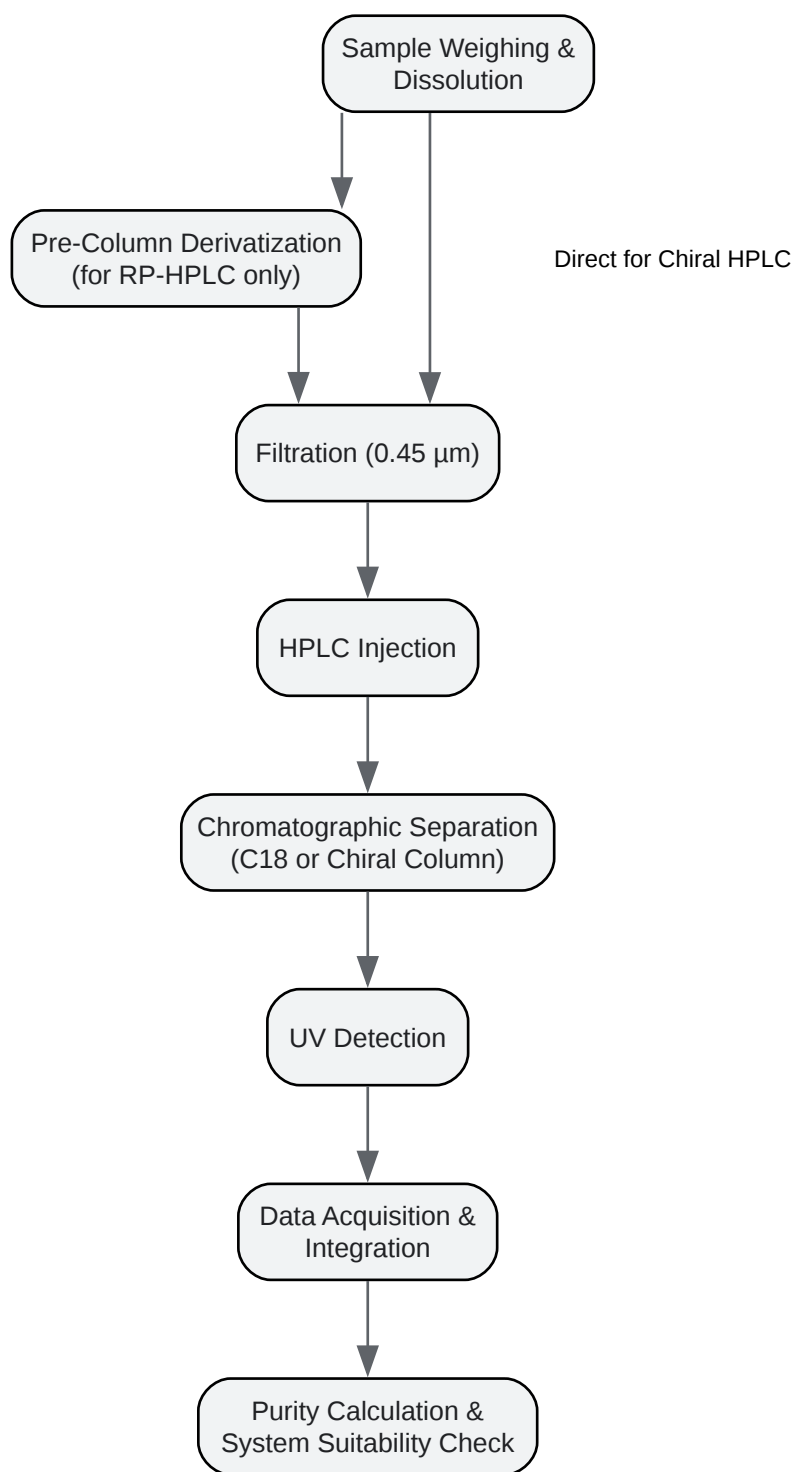 Sample Weighing &
Dissolution
Pre-Column Derivatization
(for RP-HPLC only)
Direct for Chiral HPLC
Filtration (0.45 µm)
HPLC Injection
Chromatographic Separation
(C18 or Chiral Column)
UV Detection
Data Acquisition &
Integration
Purity Calculation &
System Suitability Check